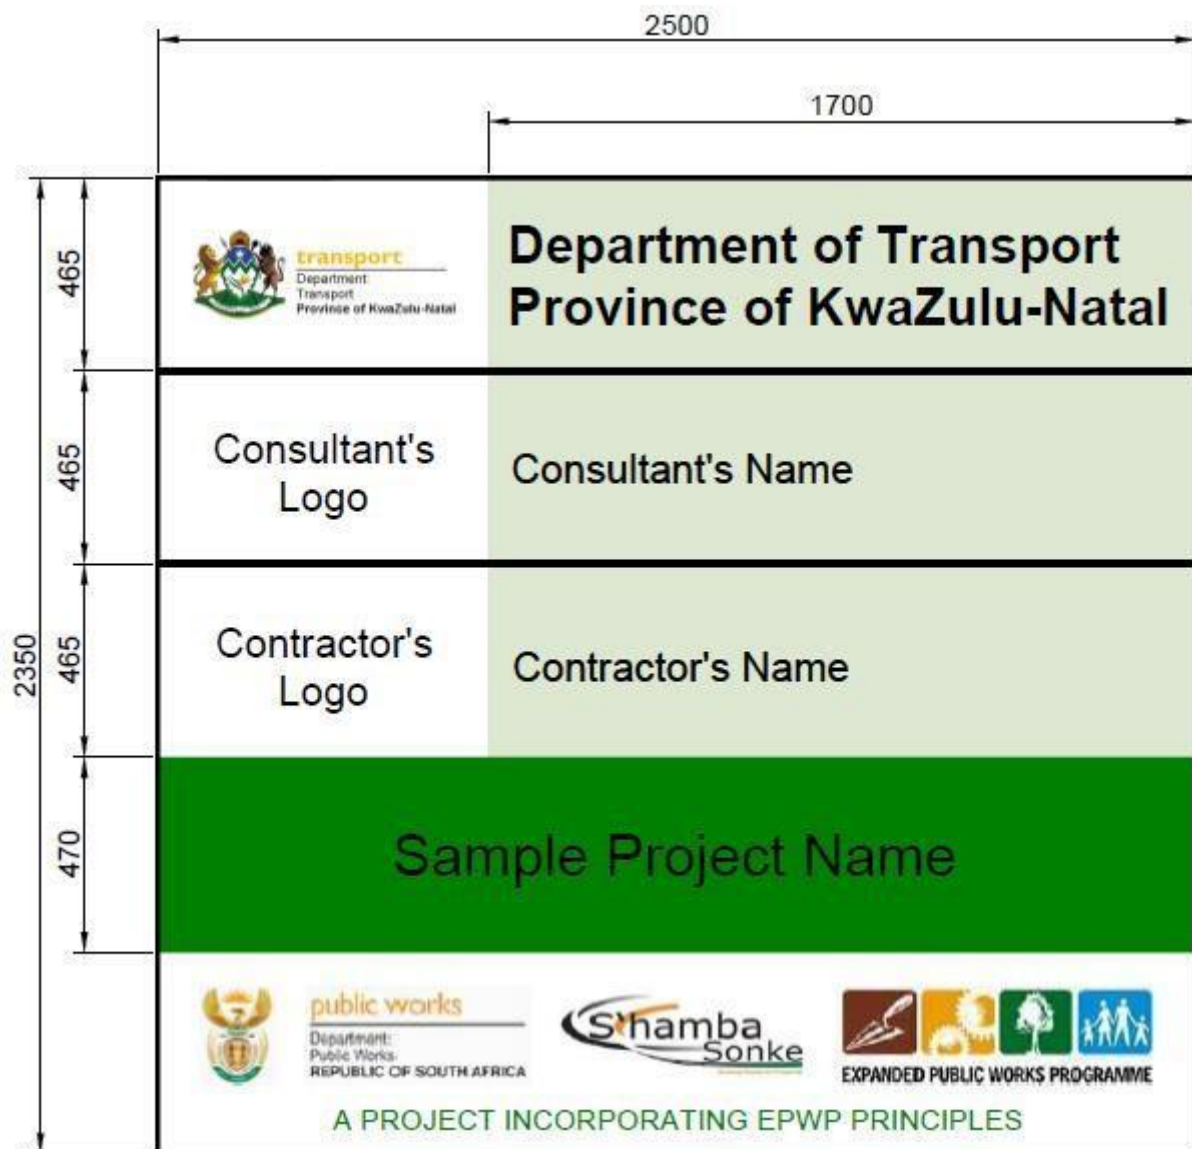 2500
1700
2350
465
transport
Department:
Transport
Province of KwaZulu-Natal
Department of Transport
Province of KwaZulu-Natal
465
Consultant's
Logo
Consultant's Name
465
Contractor's
Logo
Contractor's Name
470
Sample Project Name
public works
Department:
Public Works
REPUBLIC OF SOUTH AFRICA
S'hamba
Sonke
EXPANDED PUBLIC WORKS PROGRAMME
A PROJECT INCORPORATING EPWP PRINCIPLES